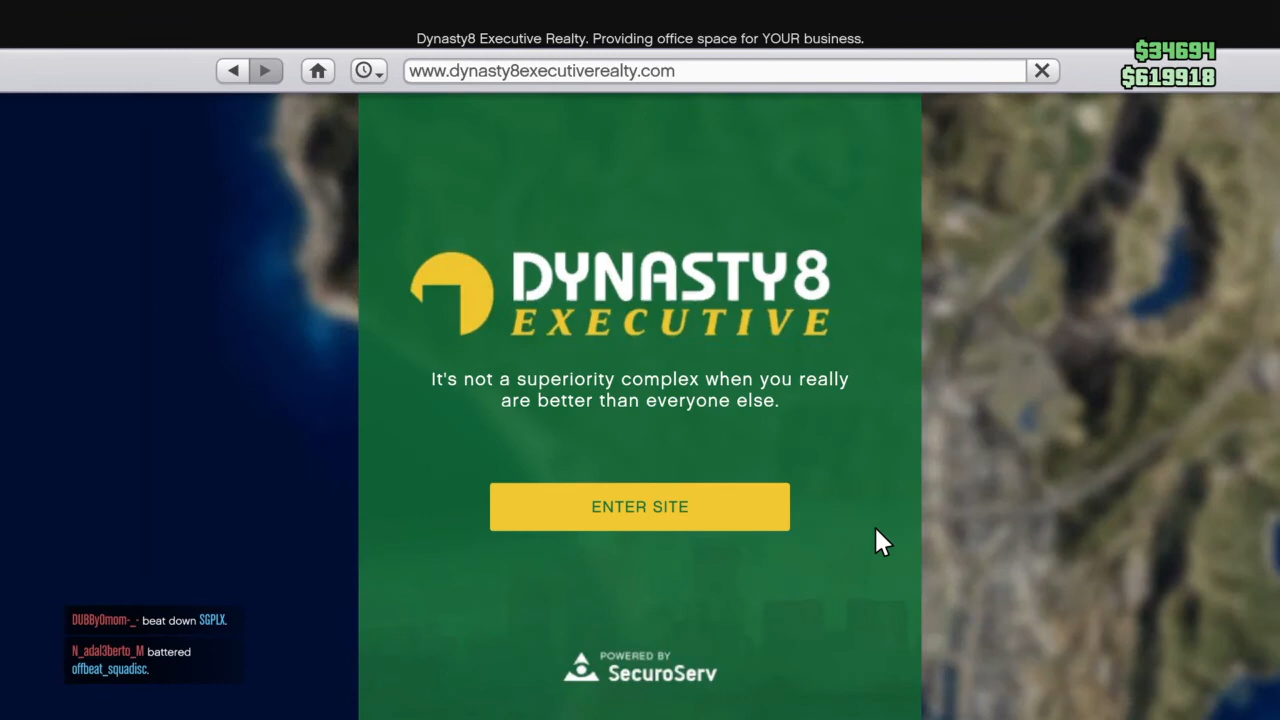 Dynasty8 Executive Realty. Providing office space for YOUR business.
www.dynasty8executiverealty.com
$34694
$619918
DYNASTY8
EXECUTIVE
It's not a superiority complex when you really
are better than everyone else.
ENTER SITE
DUBBy0mom-_- beat down SGPLX.
N_adal3berto_M battered
offbeat_squadisc.
POWERED BY
SecuroServ